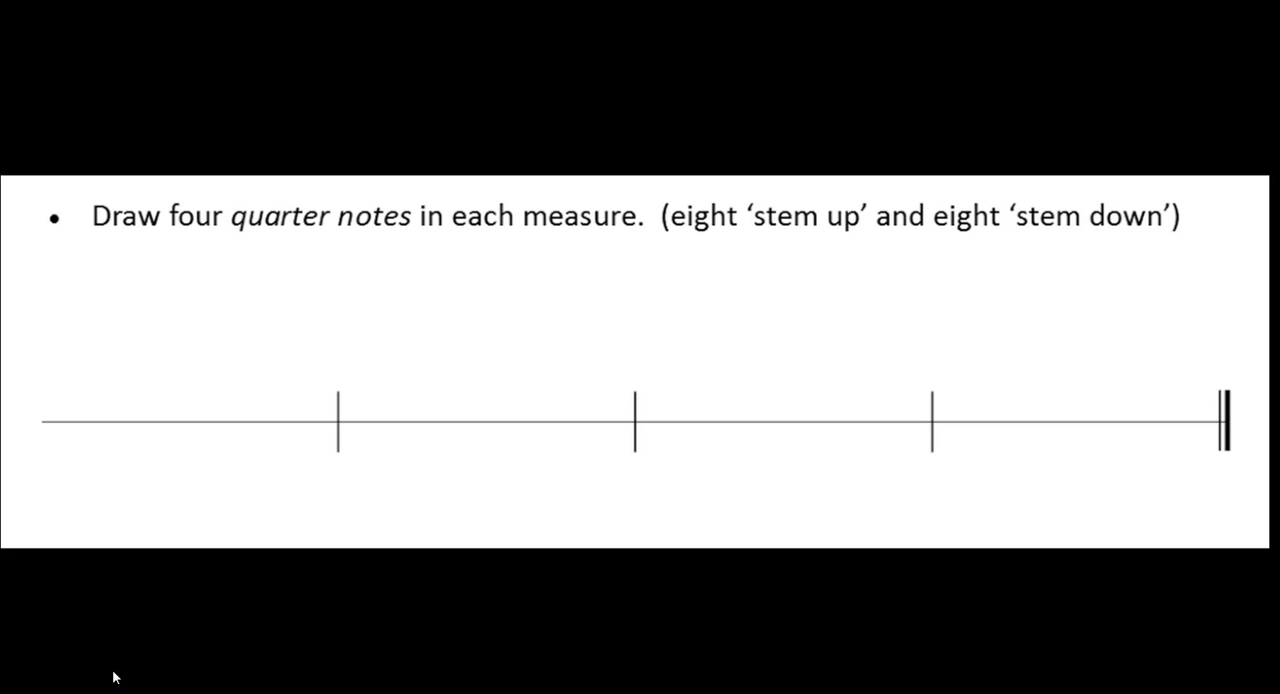 • Draw four quarter notes in each measure.  (eight ‘stem up’ and eight ‘stem down’)